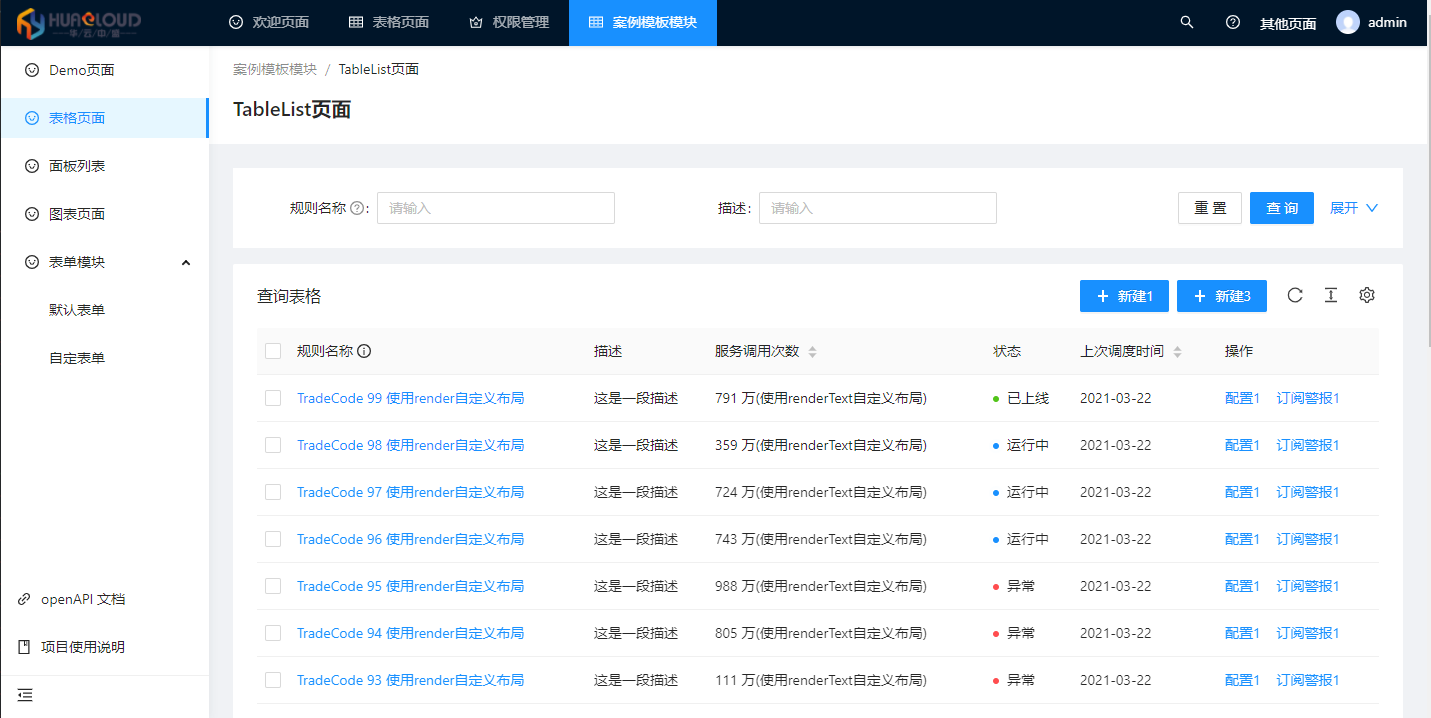 HUAECLOUD 欢迎页面 表格页面 权限管理 案例模板模块 其他页面 admin
华/云/中/盛
Demo页面
表格页面
面板列表
图表页面
表单模块
默认表单
自定表单
openAPI 文档
项目使用说明
案例模板模块 / TableList页面
TableList页面
规则名称 : 请输入 描述: 请输入 重 置 查 询 展开
查询表格 + 新建1 + 新建3
规则名称 描述 服务调用次数 状态 上次调度时间 操作
TradeCode 99 使用render自定义布局 这是一段描述 791 万(使用renderText自定义布局) 已上线 2021-03-22 配置1 订阅警报1
TradeCode 98 使用render自定义布局 这是一段描述 359 万(使用renderText自定义布局) 运行中 2021-03-22 配置1 订阅警报1
TradeCode 97 使用render自定义布局 这是一段描述 724 万(使用renderText自定义布局) 运行中 2021-03-22 配置1 订阅警报1
TradeCode 96 使用render自定义布局 这是一段描述 743 万(使用renderText自定义布局) 运行中 2021-03-22 配置1 订阅警报1
TradeCode 95 使用render自定义布局 这是一段描述 988 万(使用renderText自定义布局) 异常 2021-03-22 配置1 订阅警报1
TradeCode 94 使用render自定义布局 这是一段描述 805 万(使用renderText自定义布局) 异常 2021-03-22 配置1 订阅警报1
TradeCode 93 使用render自定义布局 这是一段描述 111 万(使用renderText自定义布局) 异常 2021-03-22 配置1 订阅警报1